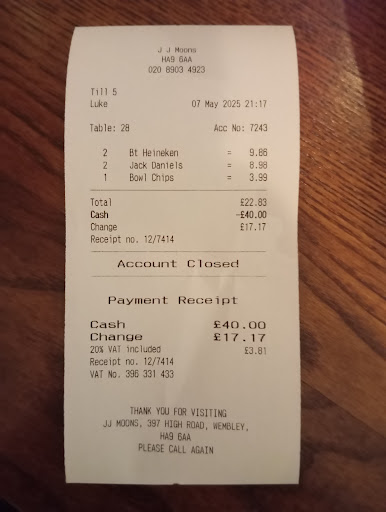 J J Moons
HA9 6AA
020 8903 4923
Till 5
Luke 07 May 2025 21:17
Table: 28 Acc No: 7243
2 Bt Heineken = 9.86
2 Jack Daniels = 8.98
1 Bowl Chips = 3.99
Total £22.83
Cash -£40.00
Change £17.17
Receipt no. 12/7414
Account Closed
Payment Receipt
Cash £40.00
Change £17.17
20% VAT included £3.81
Receipt no. 12/7414
VAT No. 396 331 433
THANK YOU FOR VISITING
JJ MOONS, 397 HIGH ROAD, WEMBLEY,
HA9 6AA
PLEASE CALL AGAIN